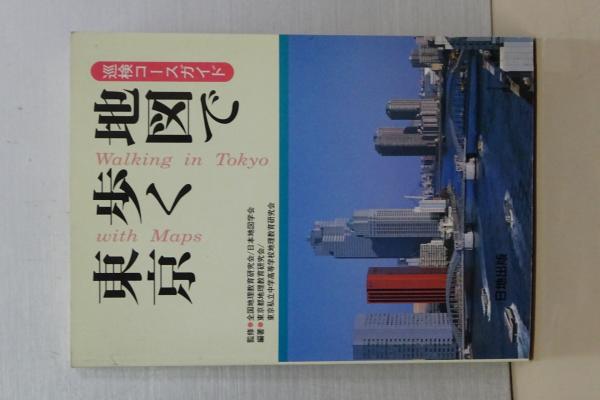 巡検コースガイド
地図で
Walking in Tokyo
歩く
with Maps
東京
監修●全国地理教育研究会/日本地図学会
編著●東京都地理教育研究会/
東京私立中学高等学校地理教育研究会
日地出版